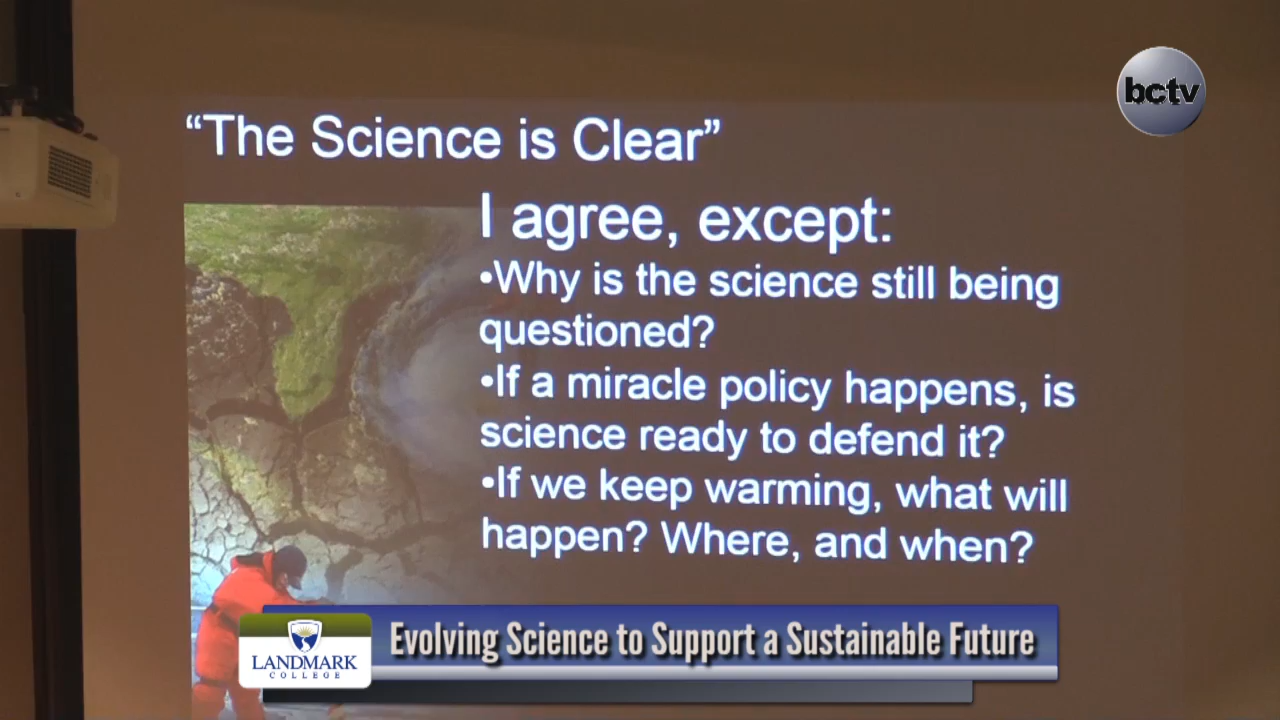 bctv
“The Science is Clear”
I agree, except:
•Why is the science still being
questioned?
•If a miracle policy happens, is
science ready to defend it?
•If we keep warming, what will
happen? Where, and when?
LANDMARK
COLLEGE
Evolving Science to Support a Sustainable Future